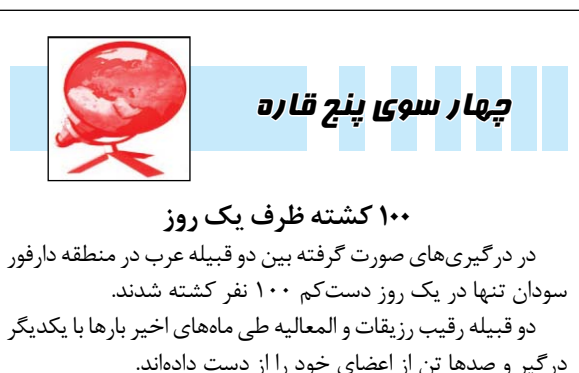 چهار سوی پنج قاره
۱۰۰ کشته ظرف یک روز
در درگیری‌های صورت گرفته بین دو قبیله عرب در منطقه دارفور
سودان تنها در یک روز دست‌کم ۱۰۰ نفر کشته شدند.
دو قبیله رقیب رزیقات و المعالیه طی ماه‌های اخیر بارها با یکدیگر
درگیر و صدها تن از اعضای خود را از دست داده‌اند.